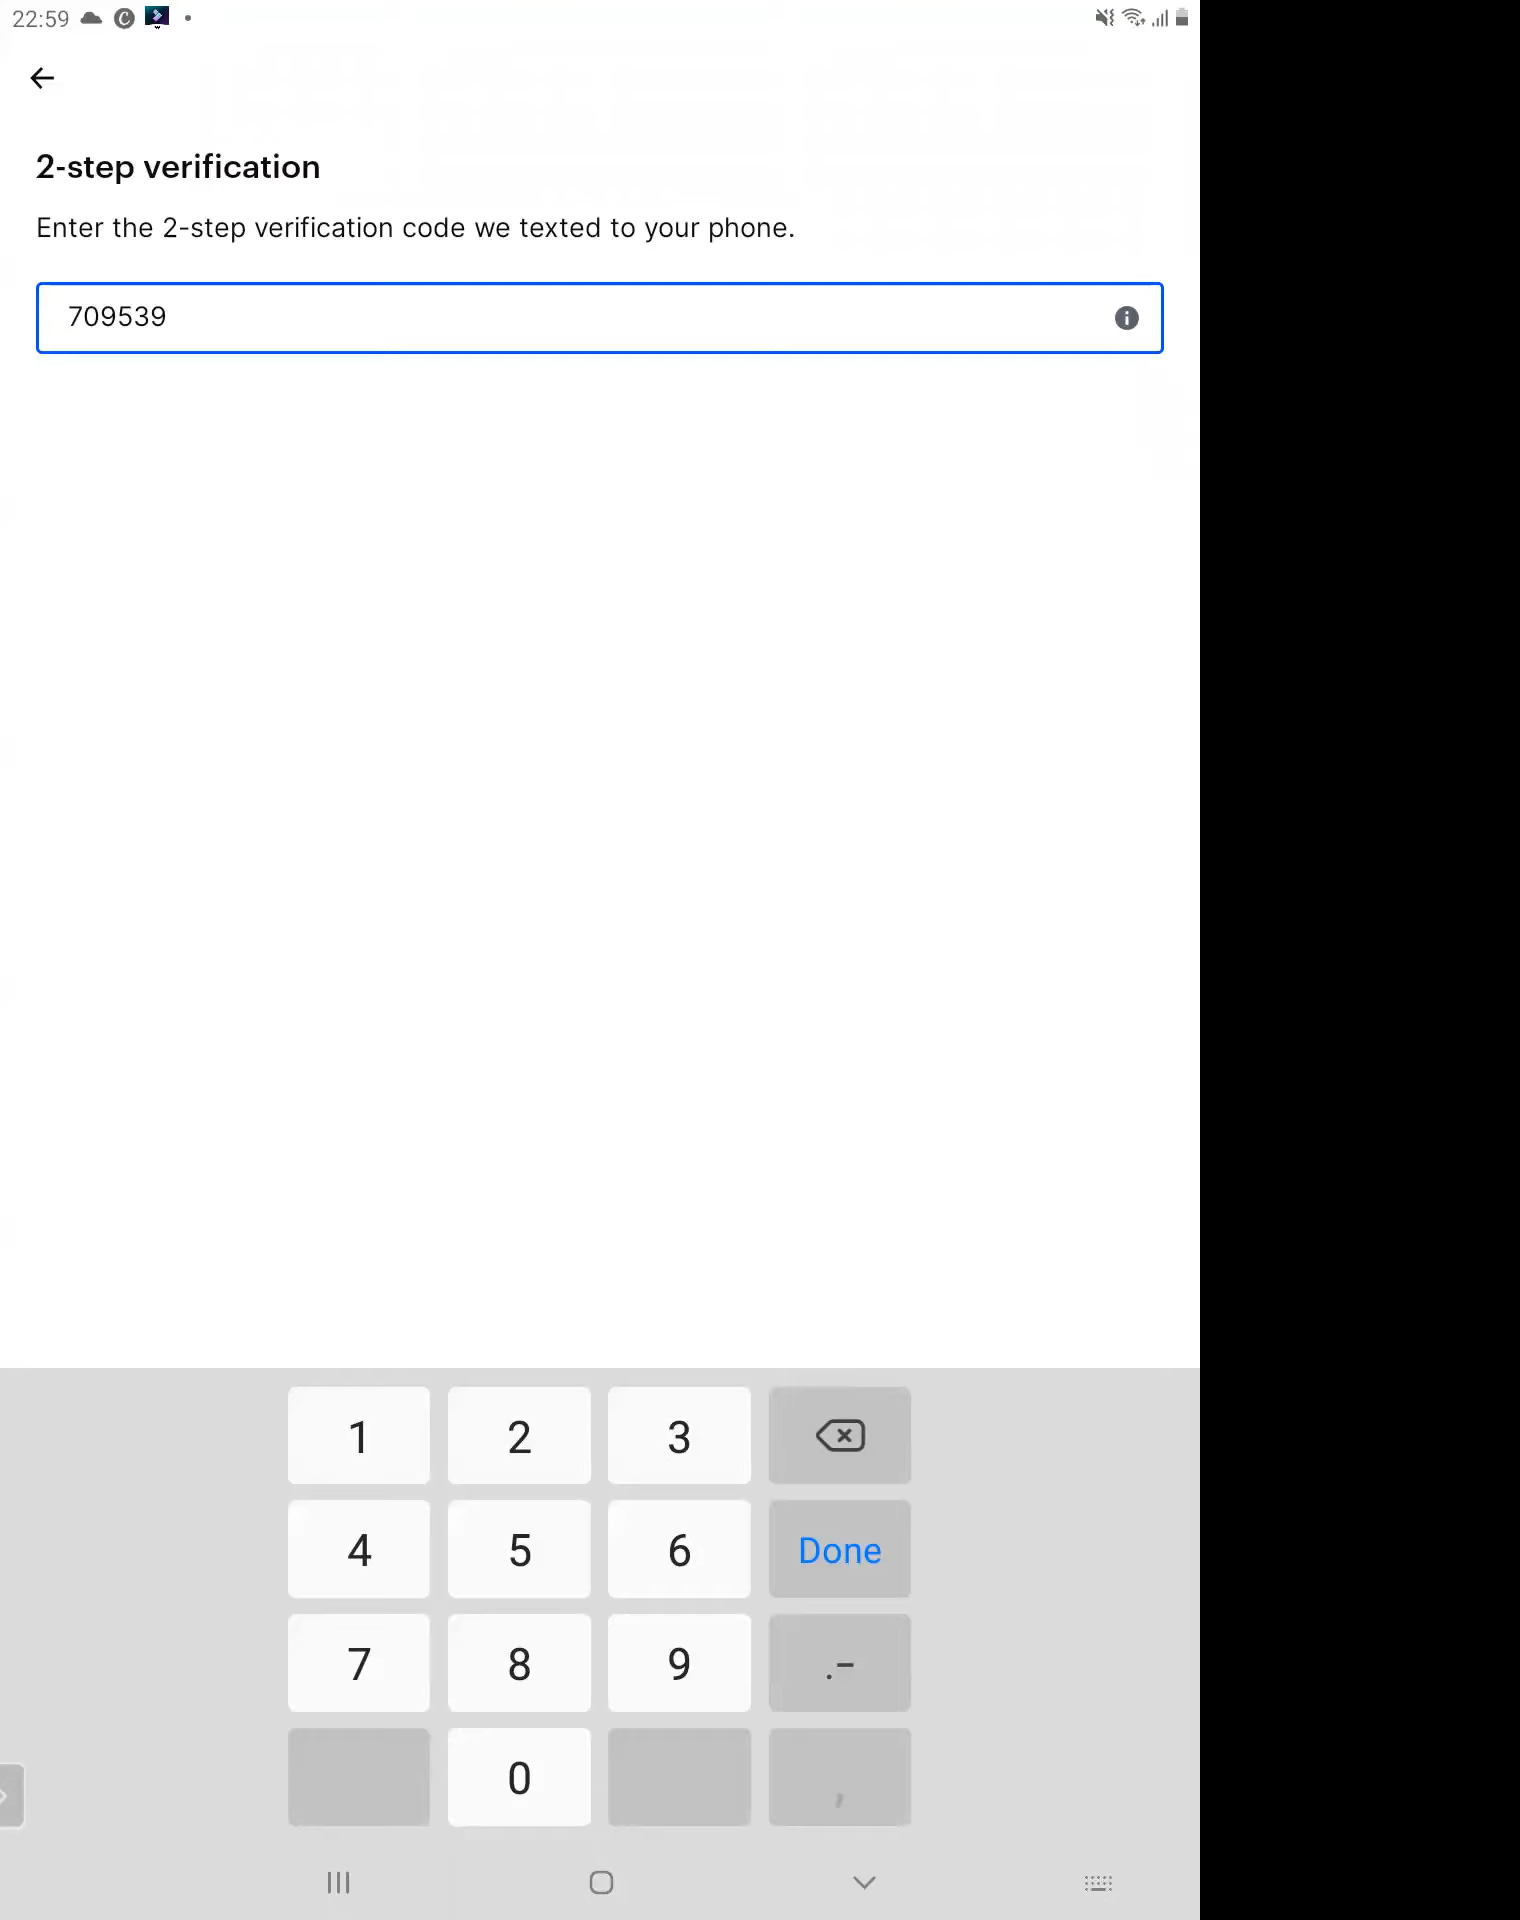 22:59
2-step verification
Enter the 2-step verification code we texted to your phone.
709539
1 2 3
4 5 6 Done
7 8 9 .-
0 ,